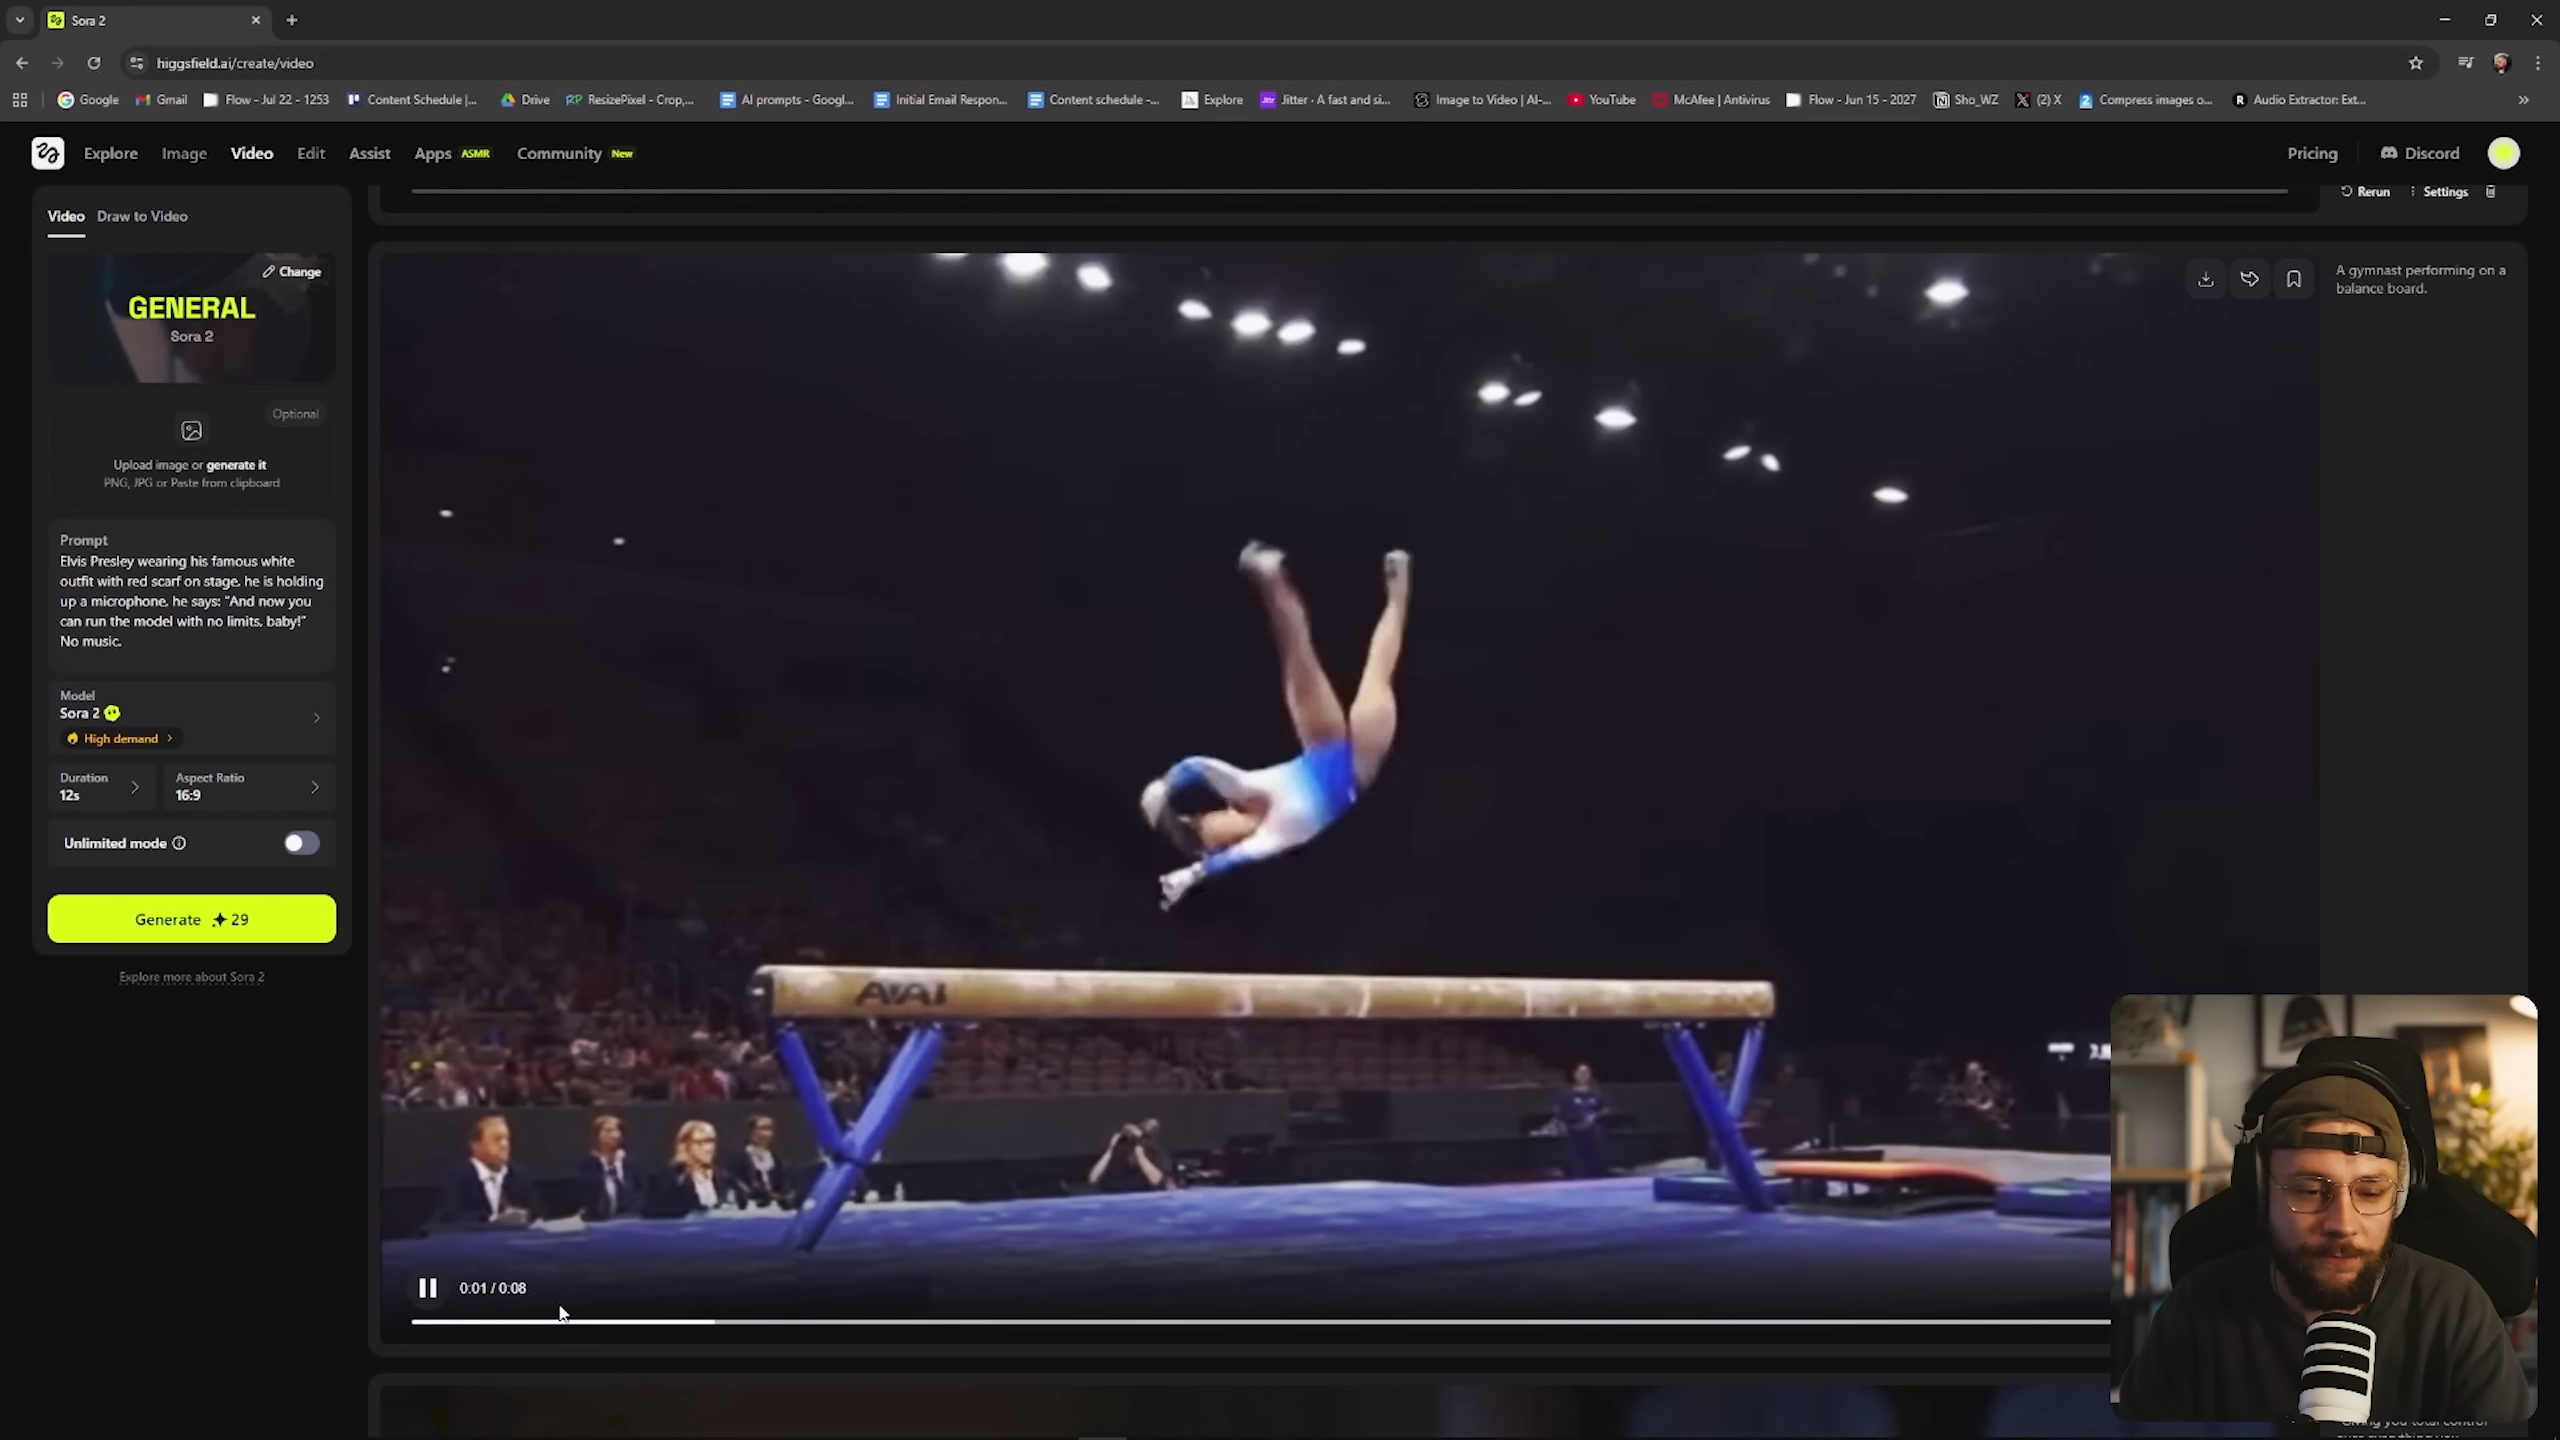 Sora 2
higgsfield.ai/create/video
Google
Gmail
Flow - Jul 22 - 1253
Content Schedule |...
Drive
RP ResizePixel - Crop,...
AI prompts - Googl...
Initial Email Respon...
Content schedule -...
Explore
Jitter · A fast and si...
Image to Video | AI-...
YouTube
McAfee | Antivirus
Flow - Jun 15 - 2027
Sho_WZ
(2) X
Compress images o...
Audio Extractor: Ext...
Explore
Image
Video
Edit
Assist
Apps ASMR
Community New
Pricing
Discord
Rerun
Settings
Video
Draw to Video
Change
GENERAL
Sora 2
Optional
Upload image or generate it
PNG, JPG or Paste from clipboard
Prompt
Elvis Presley wearing his famous white
outfit with red scarf on stage, he is holding
up a microphone, he says: "And now you
can run the model with no limits, baby!"
No music.
Model
Sora 2
High demand
Duration
12s
Aspect Ratio
16:9
Unlimited mode
Generate 29
Explore more about Sora 2
A gymnast performing on a
balance board.
0:01 / 0:08